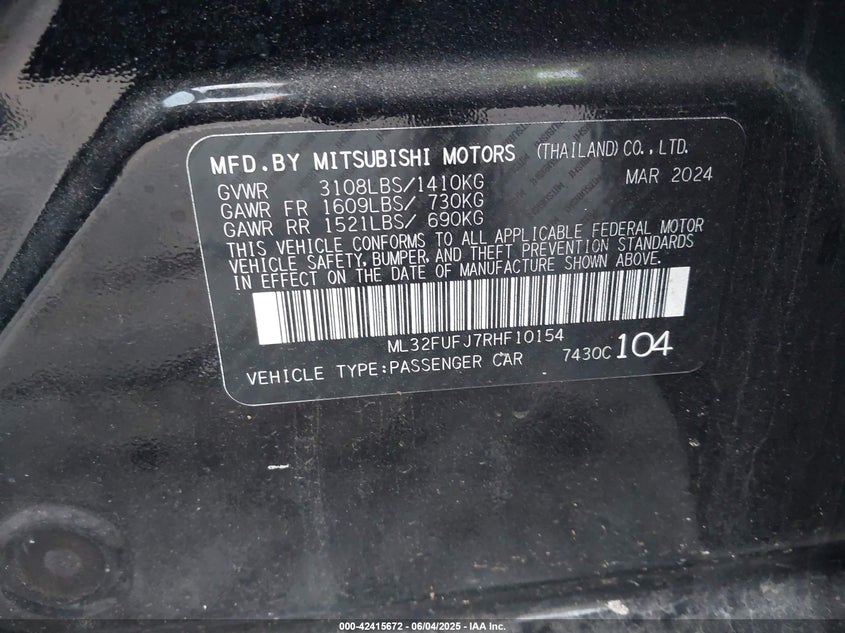 MFD.BY MITSUBISHI MOTORS (THAILAND) CO.,LTD.
GVWR 3108LBS/1410KG MAR 2024
GAWR FR 1609LBS/ 730KG
GAWR RR 1521LBS/ 690KG
THIS VEHICLE CONFORMS TO ALL APPLICABLE FEDERAL MOTOR
VEHICLE SAFETY, BUMPER, AND THEFT PREVENTION STANDARDS
IN EFFECT ON THE DATE OF MANUFACTURE SHOWN ABOVE.
ML32FUFJ7RHF10154
VEHICLE TYPE:PASSENGER CAR 7430C 104
000-42415672 - 06/04/2025 - IAA Inc.